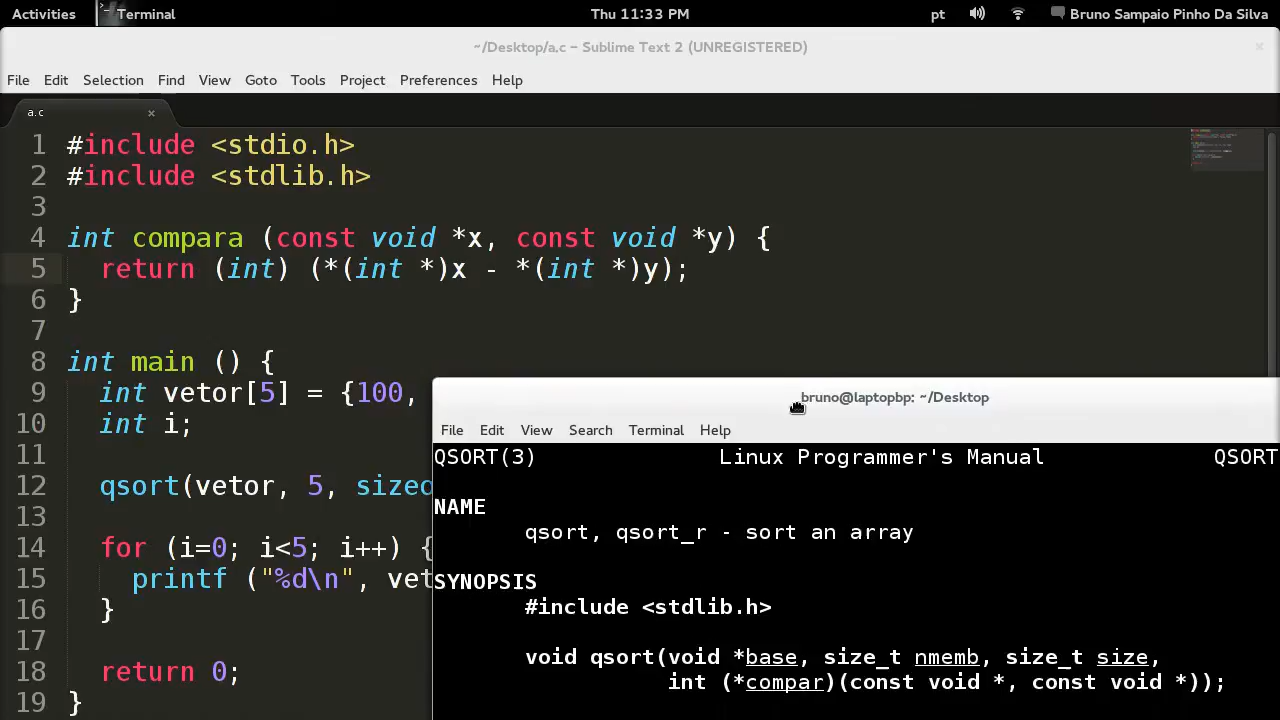 Activities Terminal Thu 11:33 PM pt Bruno Sampaio Pinho Da Silva
~/Desktop/a.c – Sublime Text 2 (UNREGISTERED)
File Edit Selection Find View Goto Tools Project Preferences Help
a.c
1 #include <stdio.h>
2 #include <stdlib.h>
3
4 int compara (const void *x, const void *y) {
5 return (int) (*(int *)x - *(int *)y);
6 }
7
8 int main () {
9 int vetor[5] = {100,
10 int i;
11
12 qsort(vetor, 5, sizeo
13
14 for (i=0; i<5; i++) {
15 printf ("%d\n", vet
16 }
17
18 return 0;
19 }
bruno@laptopbp: ~/Desktop
File Edit View Search Terminal Help
QSORT(3) Linux Programmer's Manual QSORT
NAME
qsort, qsort_r - sort an array
SYNOPSIS
#include <stdlib.h>
void qsort(void *base, size_t nmemb, size_t size,
int (*compar)(const void *, const void *));